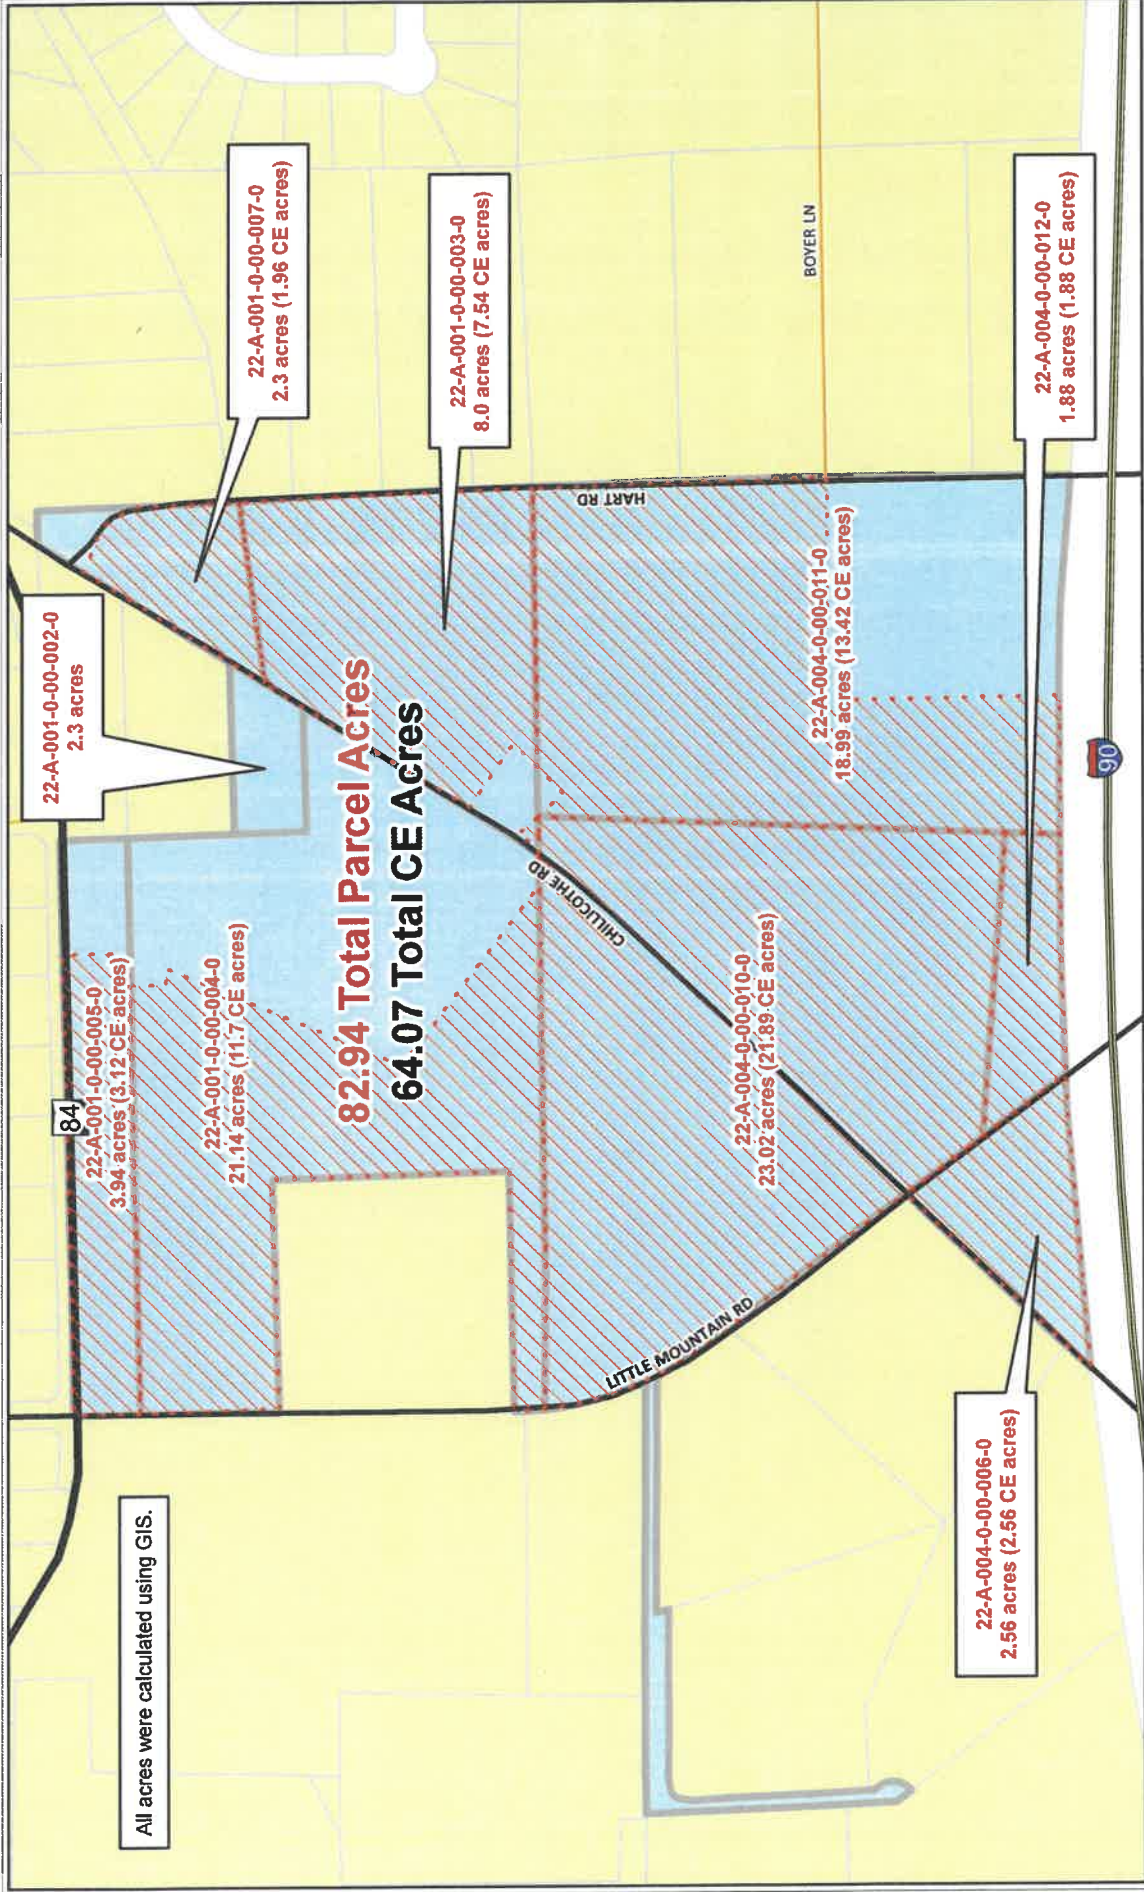 All acres were calculated using GIS.
84
22-A-001-0-00-005-0
3.94 acres (3.12 CE acres)
22-A-001-0-00-004-0
21.14 acres (11.7 CE acres)
22-A-001-0-00-002-0
2.3 acres
22-A-001-0-00-007-0
2.3 acres (1.96 CE acres)
22-A-001-0-00-003-0
8.0 acres (7.54 CE acres)
82.94 Total Parcel Acres
64.07 Total CE Acres
CHILLICOTHE RD
HART RD
BOYER LN
LITTLE MOUNTAIN RD
22-A-004-0-00-010-0
23.02 acres (21.89 CE acres)
22-A-004-0-00-011-0
18.99 acres (13.42 CE acres)
22-A-004-0-00-006-0
2.56 acres (2.56 CE acres)
22-A-004-0-00-012-0
1.88 acres (1.88 CE acres)
90